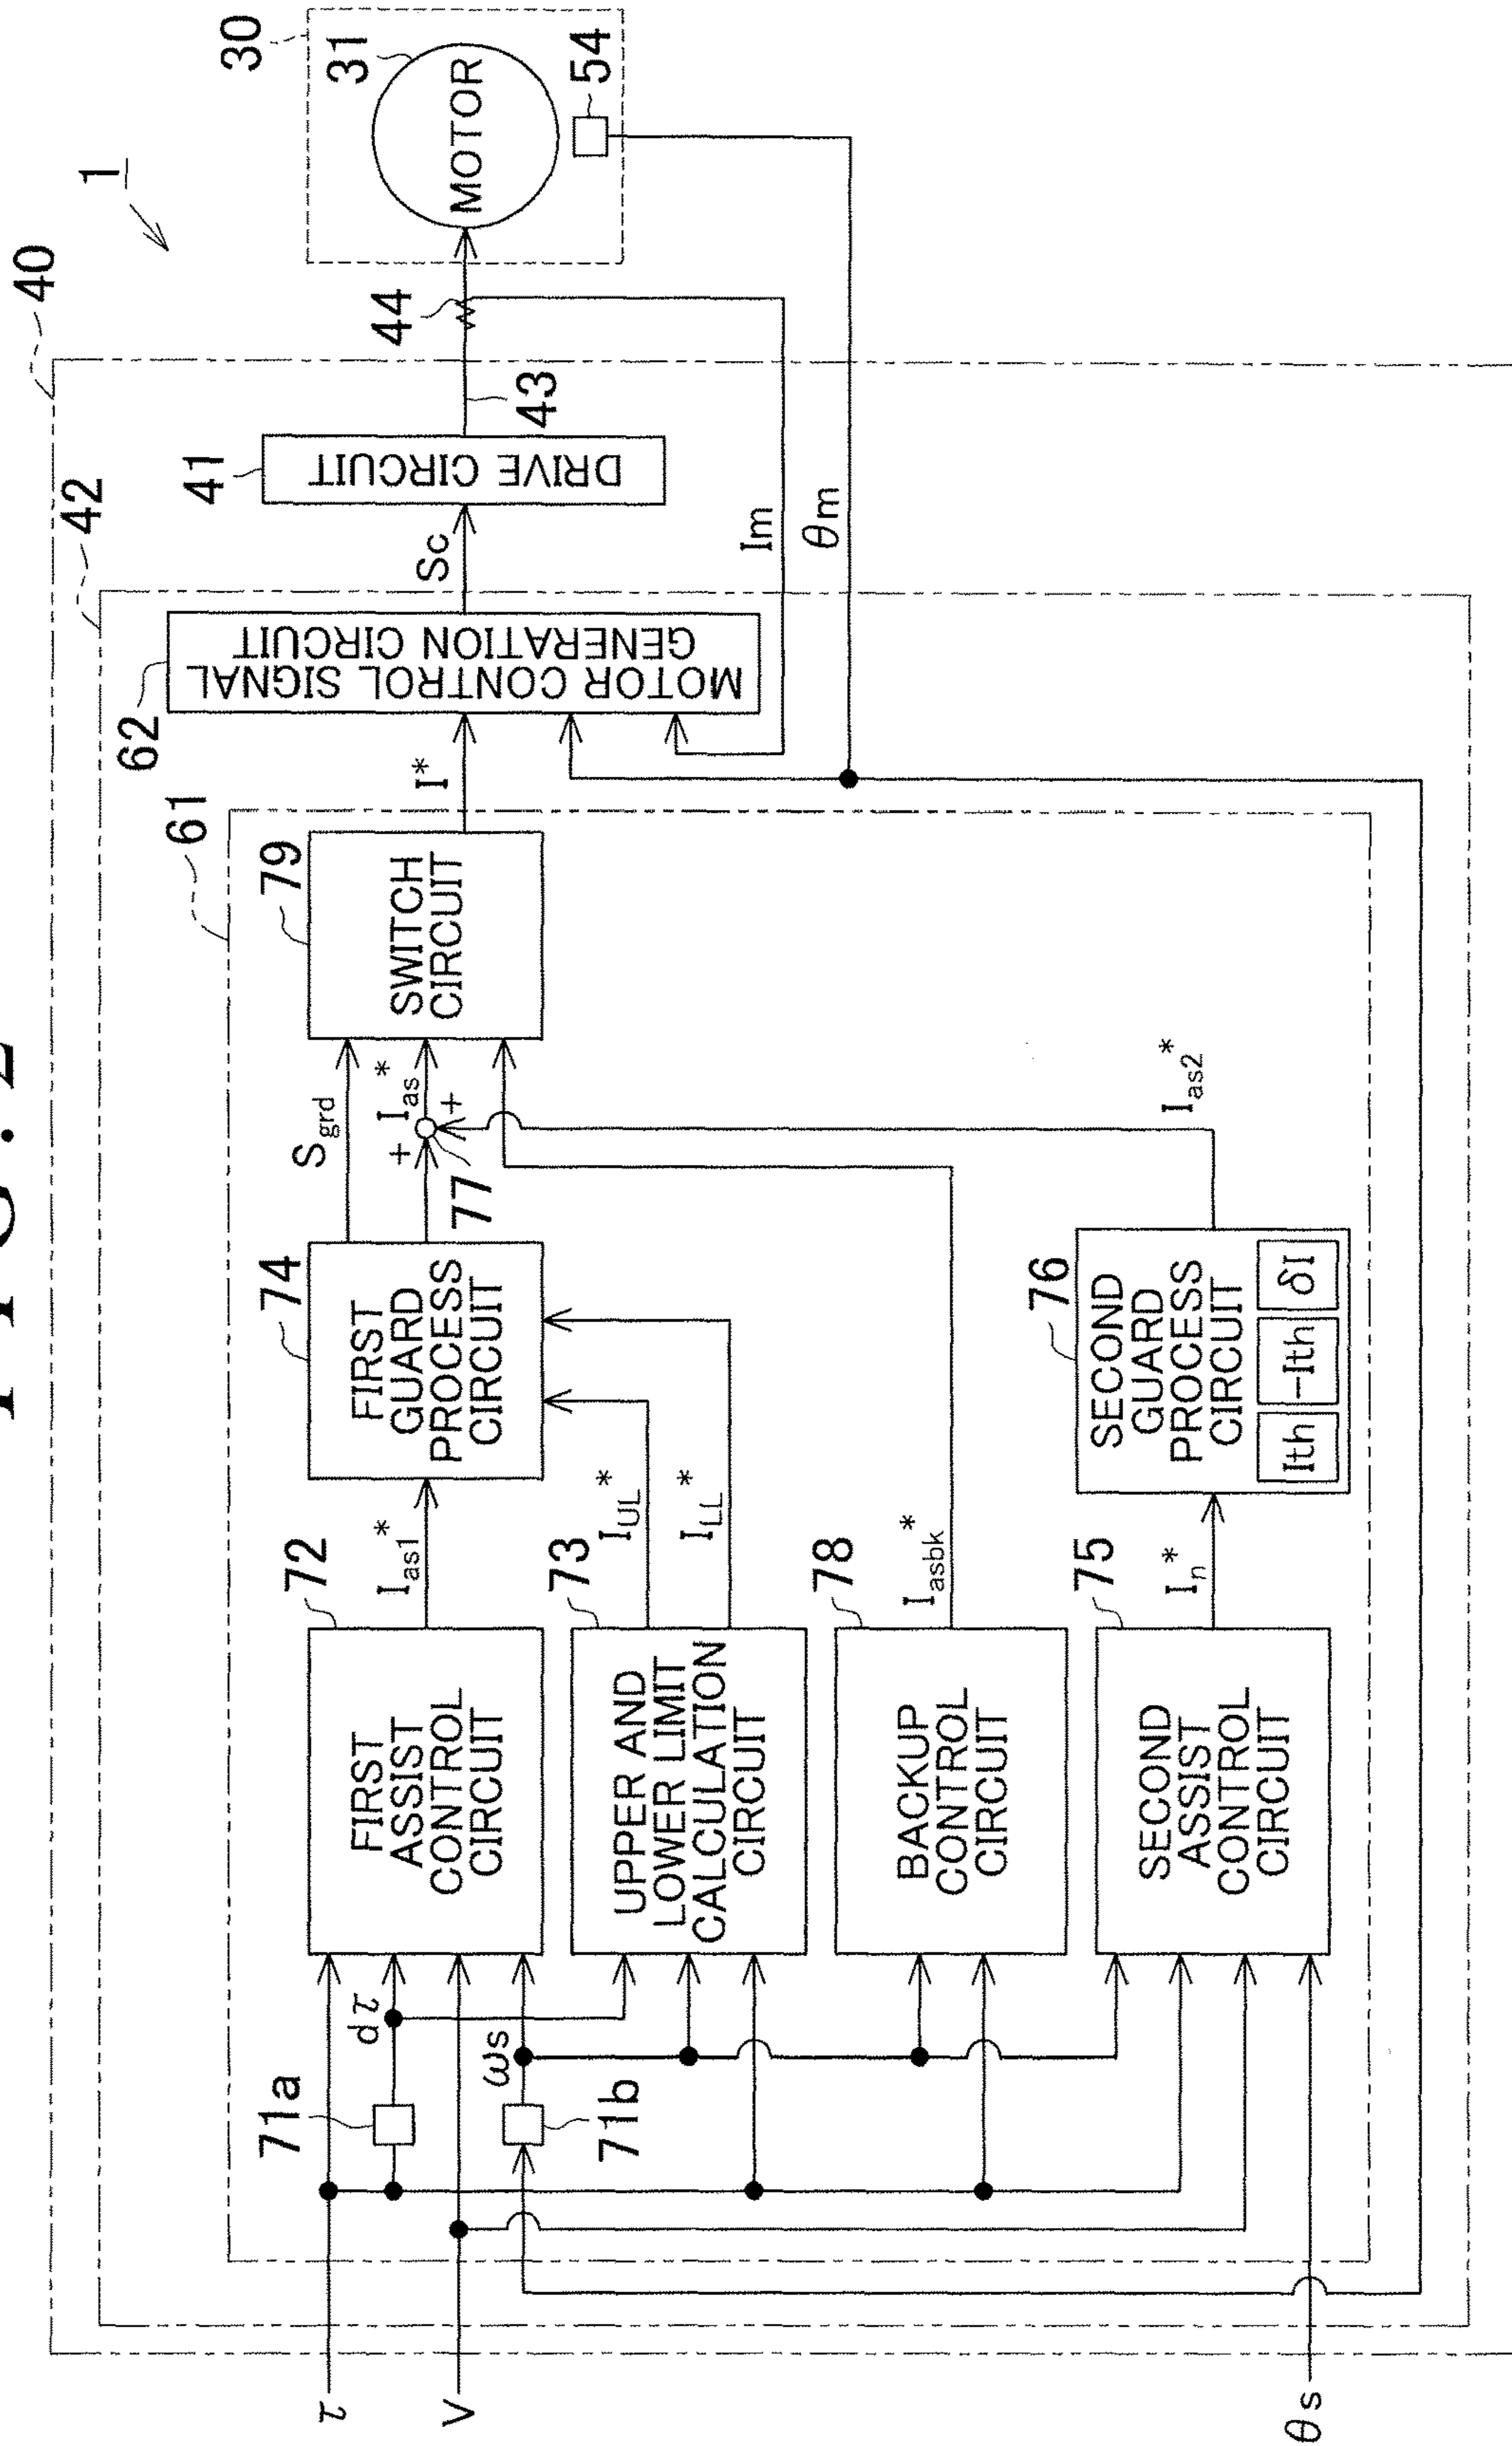 FIG. 2
40
1
42
30
61
62
41
31
MOTOR
44
43
54
DRIVE CIRCUIT
Sc
MOTOR CONTROL SIGNAL
GENERATION CIRCUIT
Im
θm
I*
79
SWITCH
CIRCUIT
Sgrd
Ias*
+
+
77
74
FIRST
GUARD
PROCESS
CIRCUIT
Ias1*
72
FIRST
ASSIST
CONTROL
CIRCUIT
71a
dτ
ωs
71b
73
UPPER AND
LOWER LIMIT
CALCULATION
CIRCUIT
IUL*
ILL*
78
BACKUP
CONTROL
CIRCUIT
Iasbk*
75
SECOND
ASSIST
CONTROL
CIRCUIT
In*
76
SECOND
GUARD
PROCESS
CIRCUIT
Ith
-Ith
δI
Ias2*
τ
V
θs